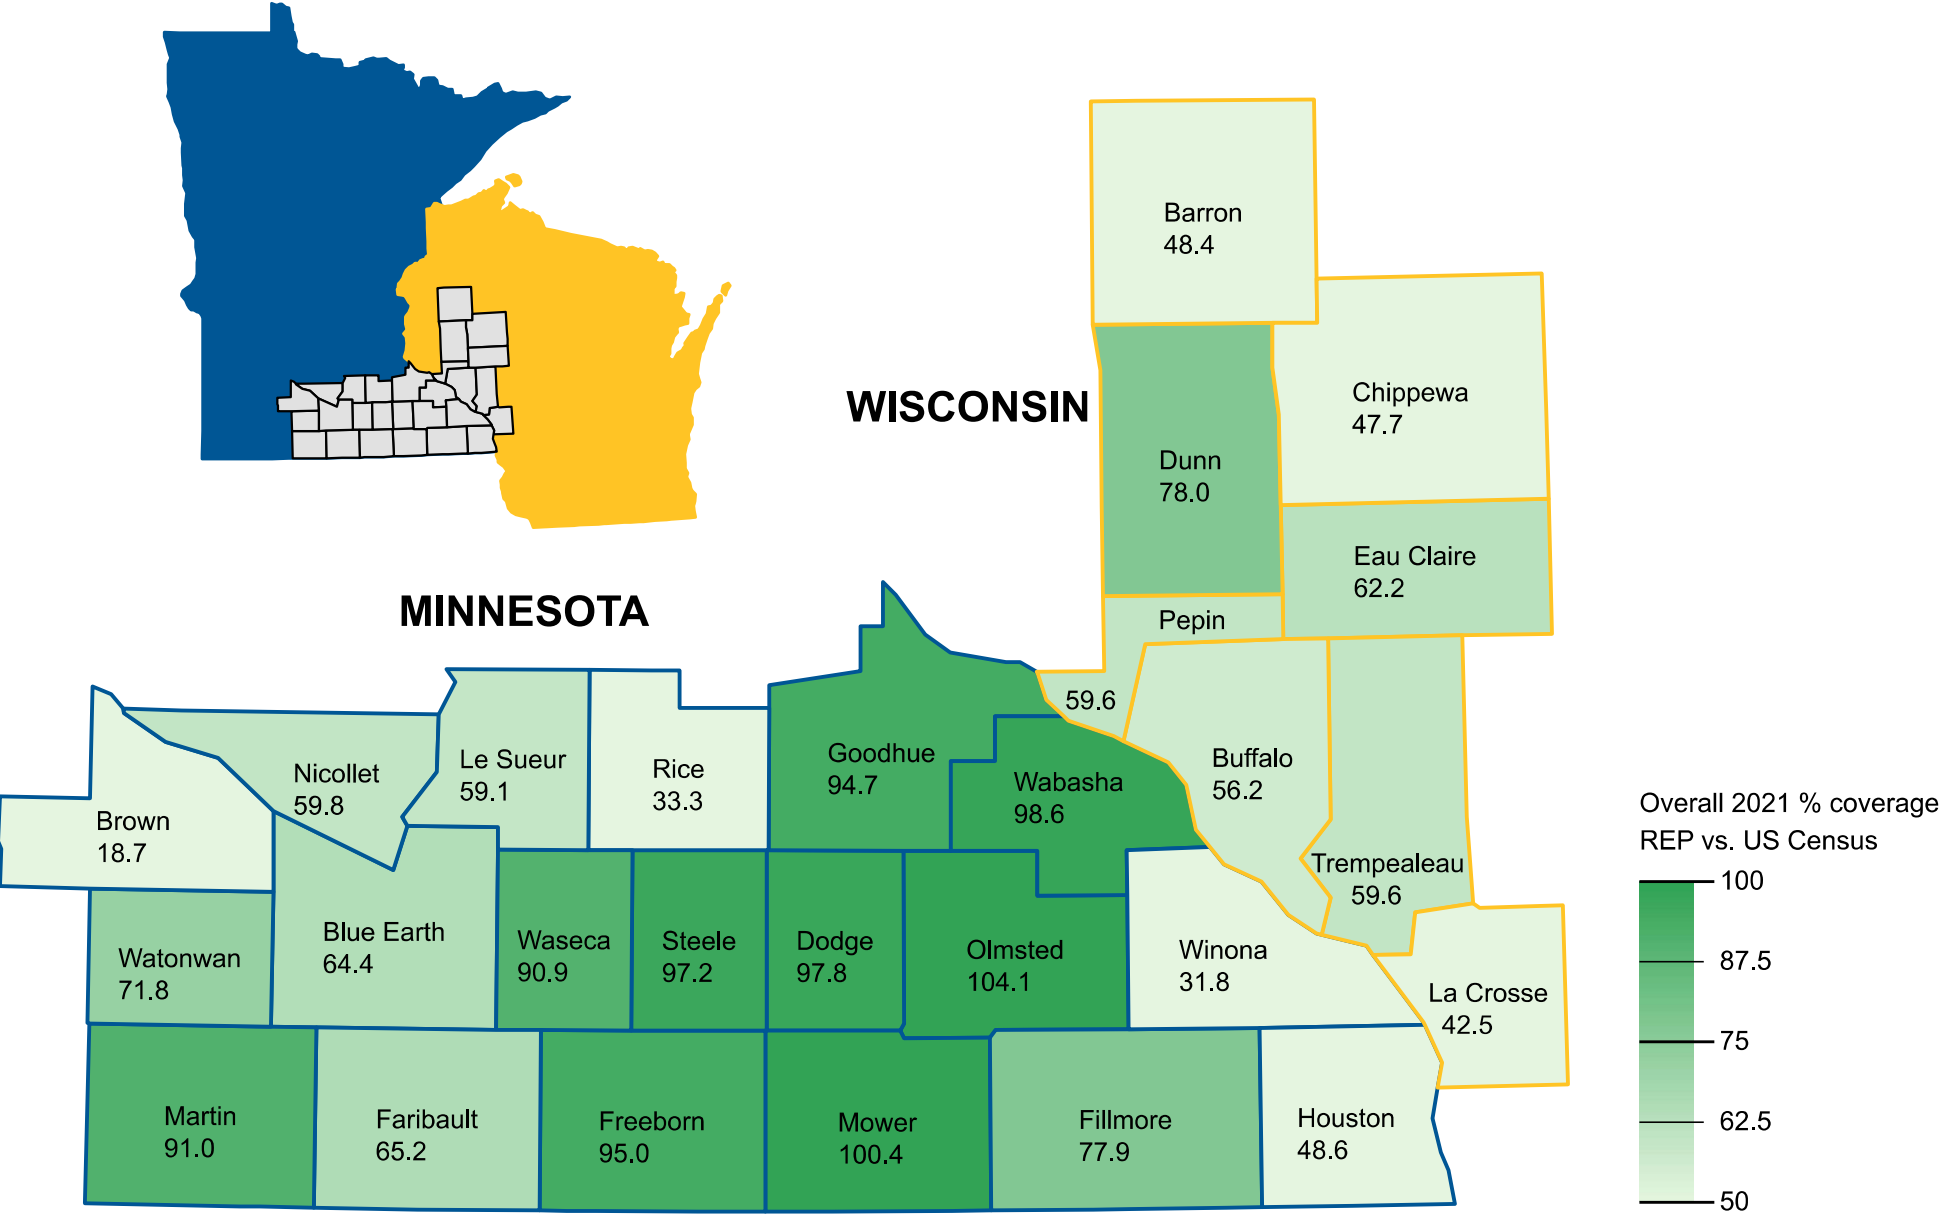 Barron
48.4
Chippewa
47.7
WISCONSIN
Dunn
78.0
Eau Claire
62.2
MINNESOTA
Pepin
59.6
Buffalo
56.2
Trempealeau
59.6
La Crosse
42.5
Brown
18.7
Nicollet
59.8
Le Sueur
59.1
Rice
33.3
Goodhue
94.7
Wabasha
98.6
Watonwan
71.8
Blue Earth
64.4
Waseca
90.9
Steele
97.2
Dodge
97.8
Olmsted
104.1
Winona
31.8
Martin
91.0
Faribault
65.2
Freeborn
95.0
Mower
100.4
Fillmore
77.9
Houston
48.6
Overall 2021 % coverage
REP vs. US Census
100
87.5
75
62.5
50